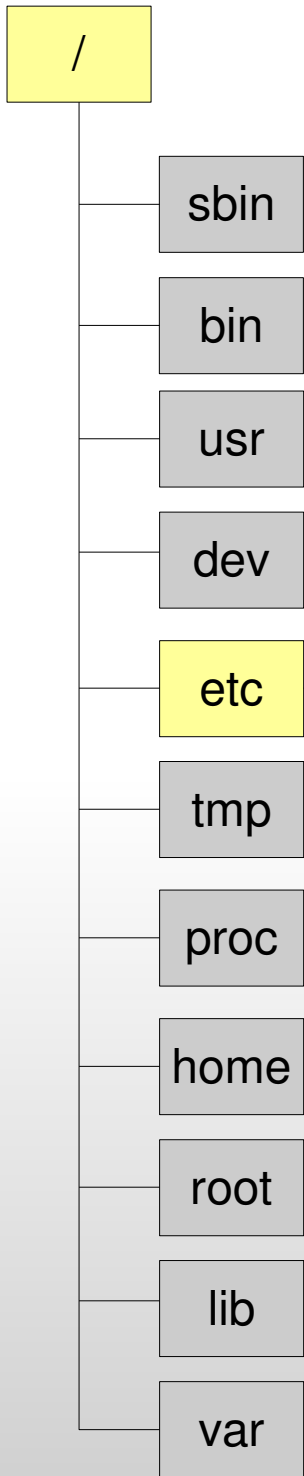 /
sbin
bin
usr
dev
etc
tmp
proc
home
root
lib
var